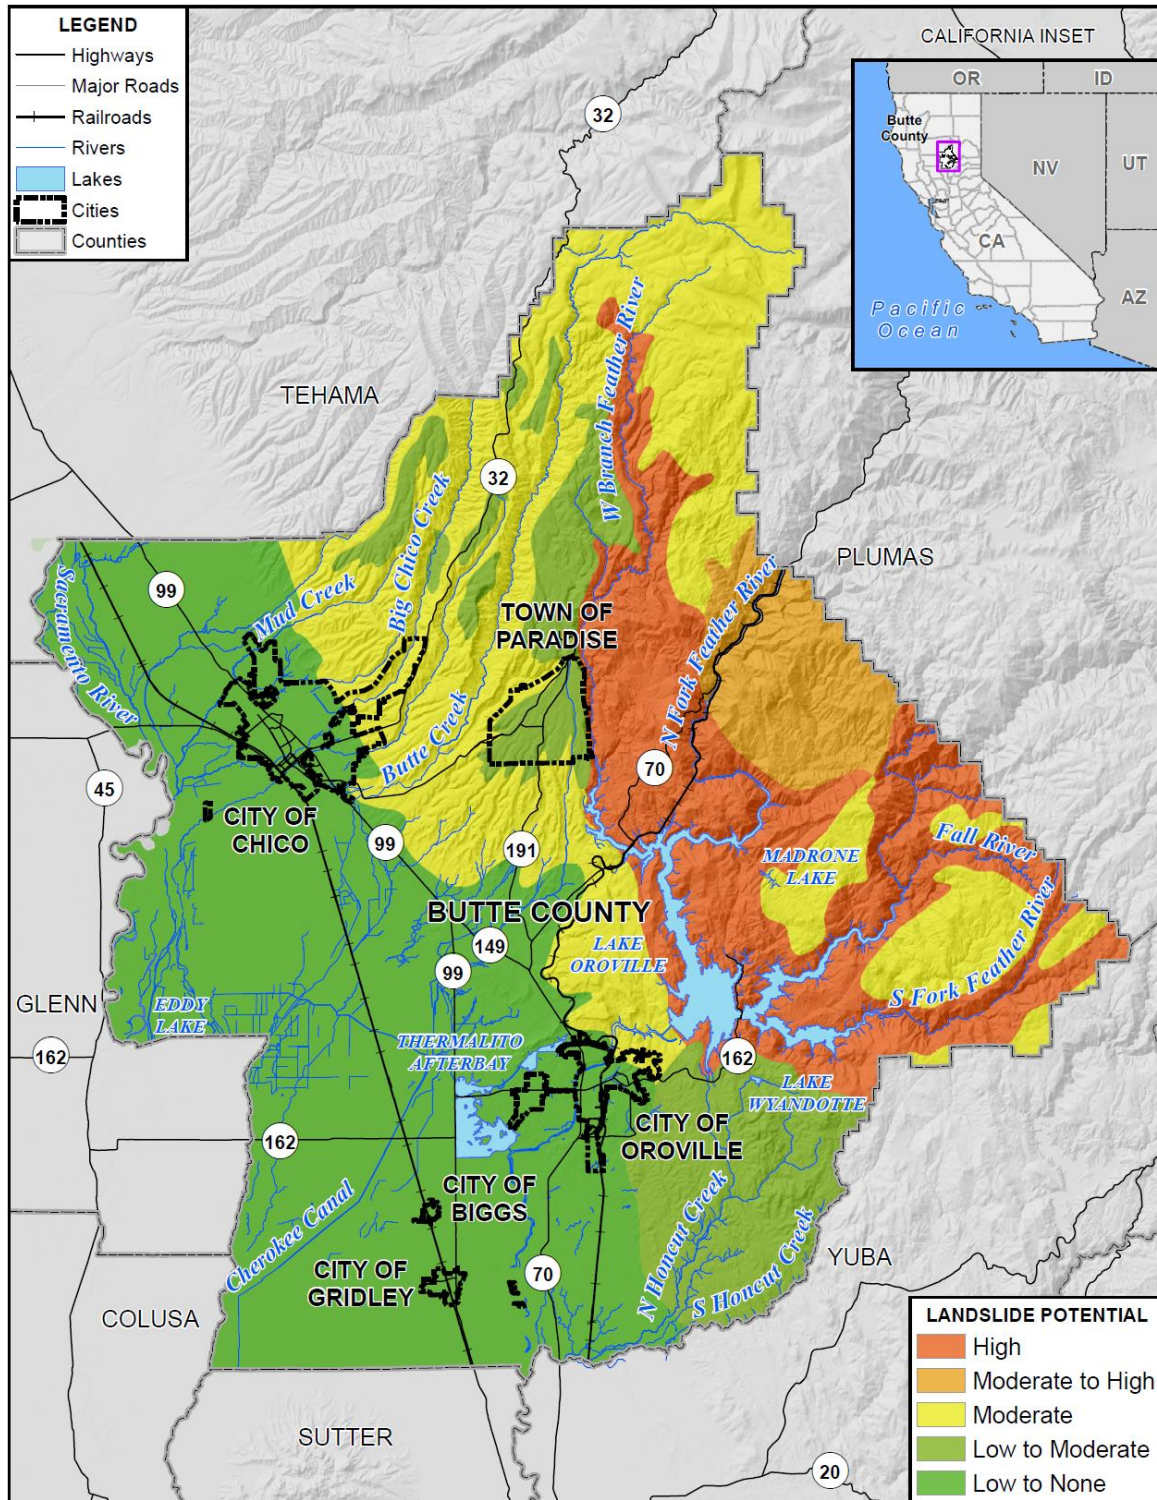 LEGEND
Highways
Major Roads
Railroads
Rivers
Lakes
Cities
Counties
CALIFORNIA INSET
OR
ID
Butte
County
NV
UT
CA
AZ
Pacific
Ocean
32
TEHAMA
W Branch Feather River
32
Big Chico Creek
PLUMAS
99
Sacramento River
Mud Creek
TOWN OF
PARADISE
N Fork Feather River
Butte Creek
70
45
CITY OF
CHICO
99
191
MADRONE
LAKE
Fall River
BUTTE COUNTY
149
99
LAKE
OROVILLE
S Fork Feather River
GLENN
EDDY
LAKE
162
THERMALITO
AFTERBAY
162
LAKE
WYANDOTTE
CITY OF
OROVILLE
162
CITY OF
BIGGS
Cherokee Canal
N Honcut Creek
S Honcut Creek
CITY OF
GRIDLEY
70
YUBA
COLUSA
SUTTER
20
LANDSLIDE POTENTIAL
High
Moderate to High
Moderate
Low to Moderate
Low to None